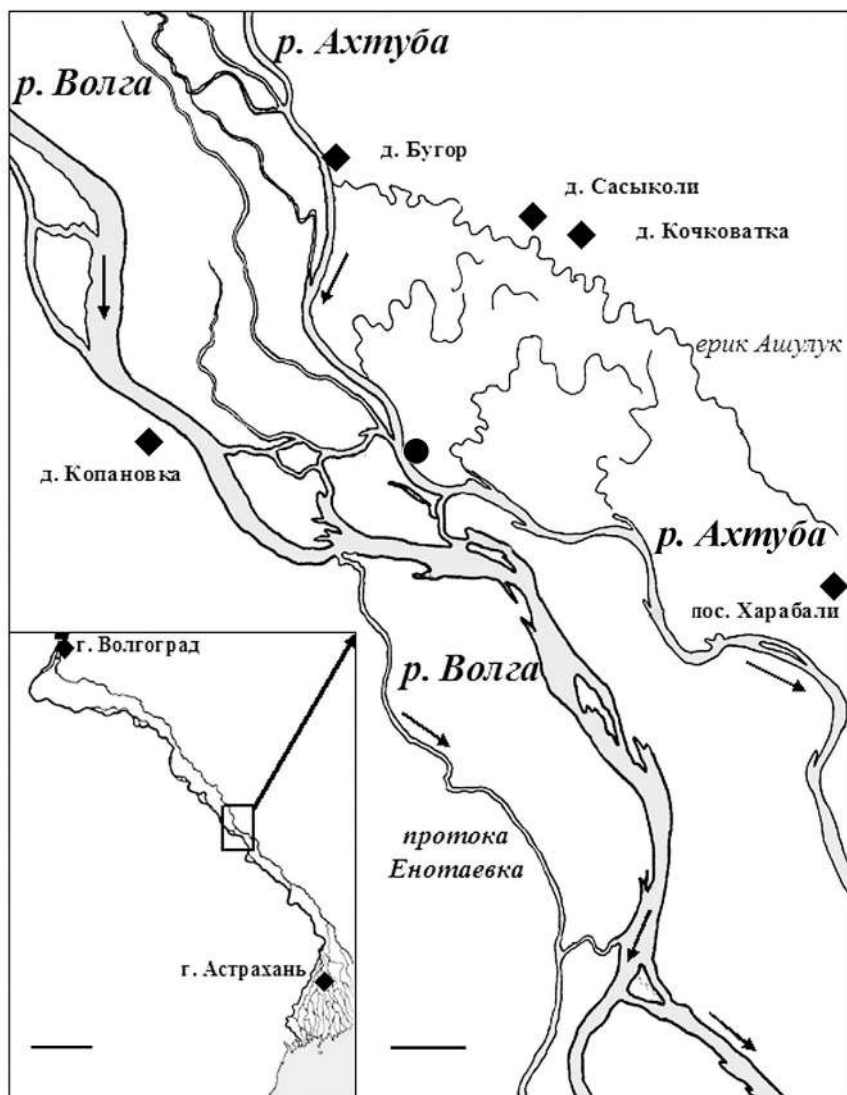 р. Ахтуба
р. Волга
д. Бугор
д. Сасыколи
д. Кочковатка
ерик Ашулук
д. Копановка
р. Ахтуба
пос. Харабали
г. Волгоград
р. Волга
протока
Енотаевка
г. Астрахань